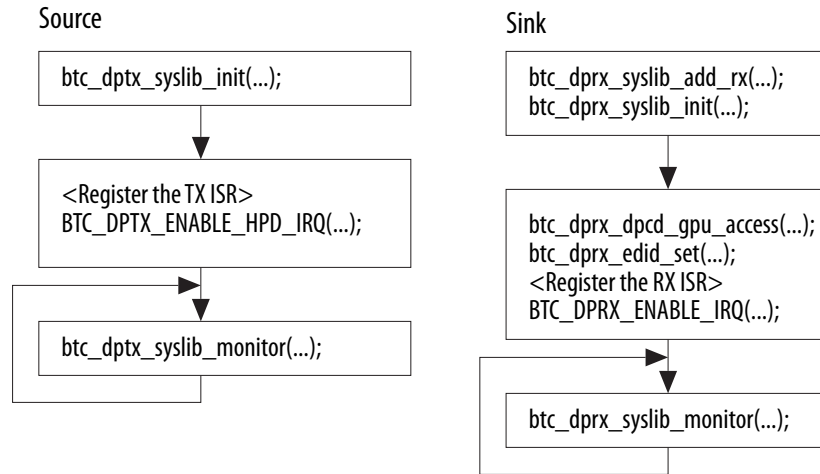 Source
btc_dptx_syslib_init(...);
<Register the TX ISR>
BTC_DPTX_ENABLE_HPD_IRQ(...);
btc_dptx_syslib_monitor(...);
Sink
btc_dprx_syslib_add_rx(...);
btc_dprx_syslib_init(...);
btc_dprx_dpcd_gpu_access(...);
btc_dprx_edid_set(...);
<Register the RX ISR>
BTC_DPRX_ENABLE_IRQ(...);
btc_dprx_syslib_monitor(...);